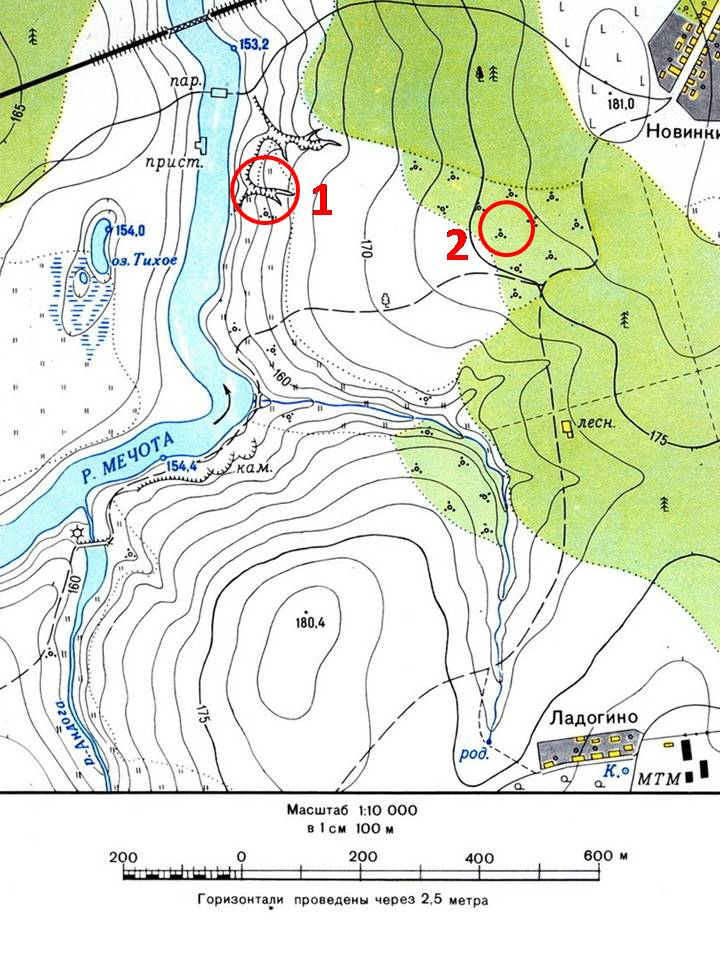 153,2
пар.
165
181,0
Новинки
прист.
1
2
154,0
оз. Тихое
170
160
лесн.
175
Р. МЕЧОТА
154,4
кам.
160
180,4
175
р. Андога
Ладогино
род.
К.
МТМ
Масштаб 1:10 000
в 1 см 100 м
200 0 200 400 600 м
Горизонтали проведены через 2,5 метра